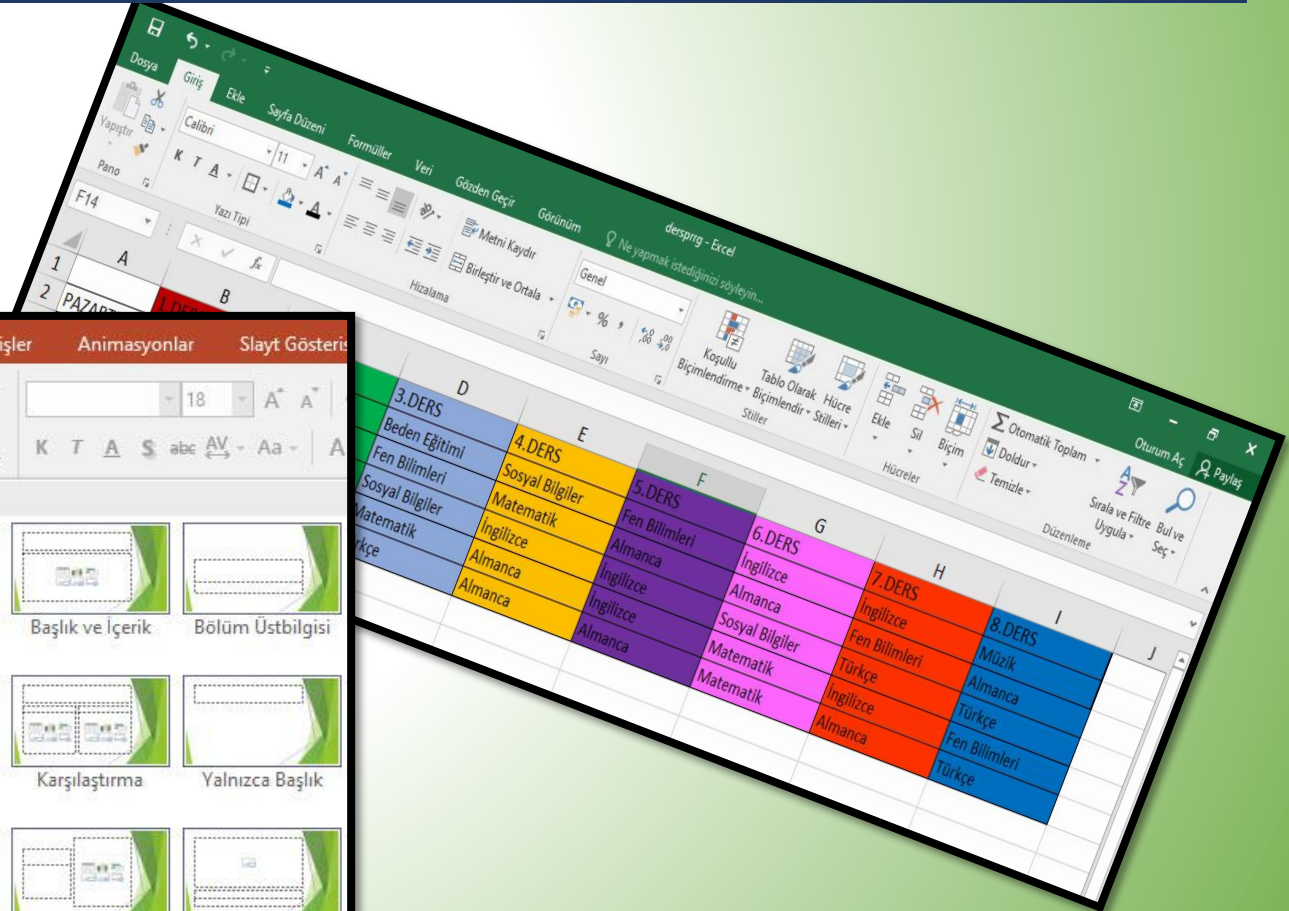 dersprrg - Excel
Oturum Aç
Paylaş
Dosya
Giriş
Ekle
Sayfa Düzeni
Formüller
Veri
Gözden Geçir
Görünüm
Ne yapmak istediğinizi söyleyin...
Yapıştır
Pano
Calibri
11
K T A
Yazı Tipi
Metni Kaydır
Birleştir ve Ortala
Hizalama
Genel
Sayı
Koşullu
Biçimlendirme
Tablo Olarak
Biçimlendir
Hücre
Stilleri
Stiller
Ekle
Sil
Biçim
Hücreler
Otomatik Toplam
Doldur
Temizle
Sırala ve Filtre
Uygula
Bul ve
Seç
Düzenleme
F14
fx
A B D E F G H I J
1
2
3.DERS
Beden Eğitimi
Fen Bilimleri
Sosyal Bilgiler
Matematik
4.DERS
Sosyal Bilgiler
Matematik
İngilizce
Almanca
Almanca
5.DERS
Fen Bilimleri
Almanca
İngilizce
İngilizce
Almanca
6.DERS
İngilizce
Almanca
Sosyal Bilgiler
Matematik
Matematik
7.DERS
İngilizce
Fen Bilimleri
Türkçe
İngilizce
Almanca
8.DERS
Müzik
Almanca
Türkçe
Fen Bilimleri
Türkçe
Animasyonlar
18
K T A S abc AV Aa
Başlık ve İçerik
Bölüm Üstbilgisi
Karşılaştırma
Yalnızca Başlık